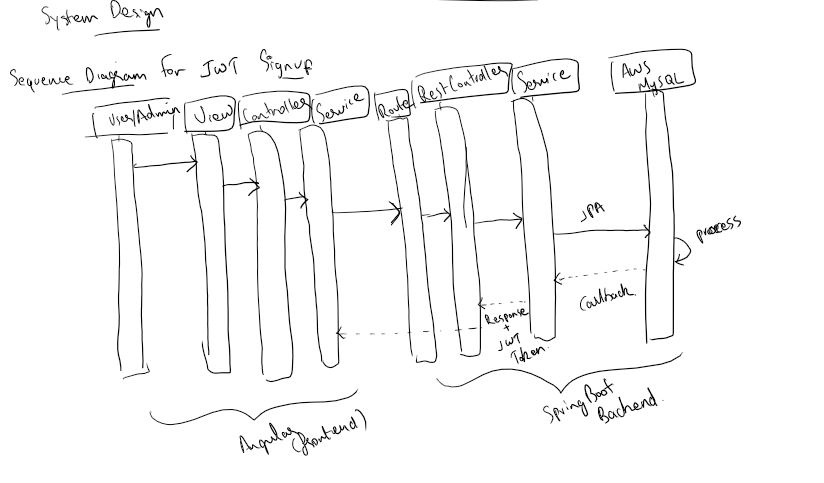 System Design
Sequence Diagram for JWT Signup
User/Admin
View
Controller
Service
Router
RestController
Service
AWS
MySQL
JPA
process
Callback
Response
+
JWT
Token
Angular
(frontend)
SpringBoot
Backend.